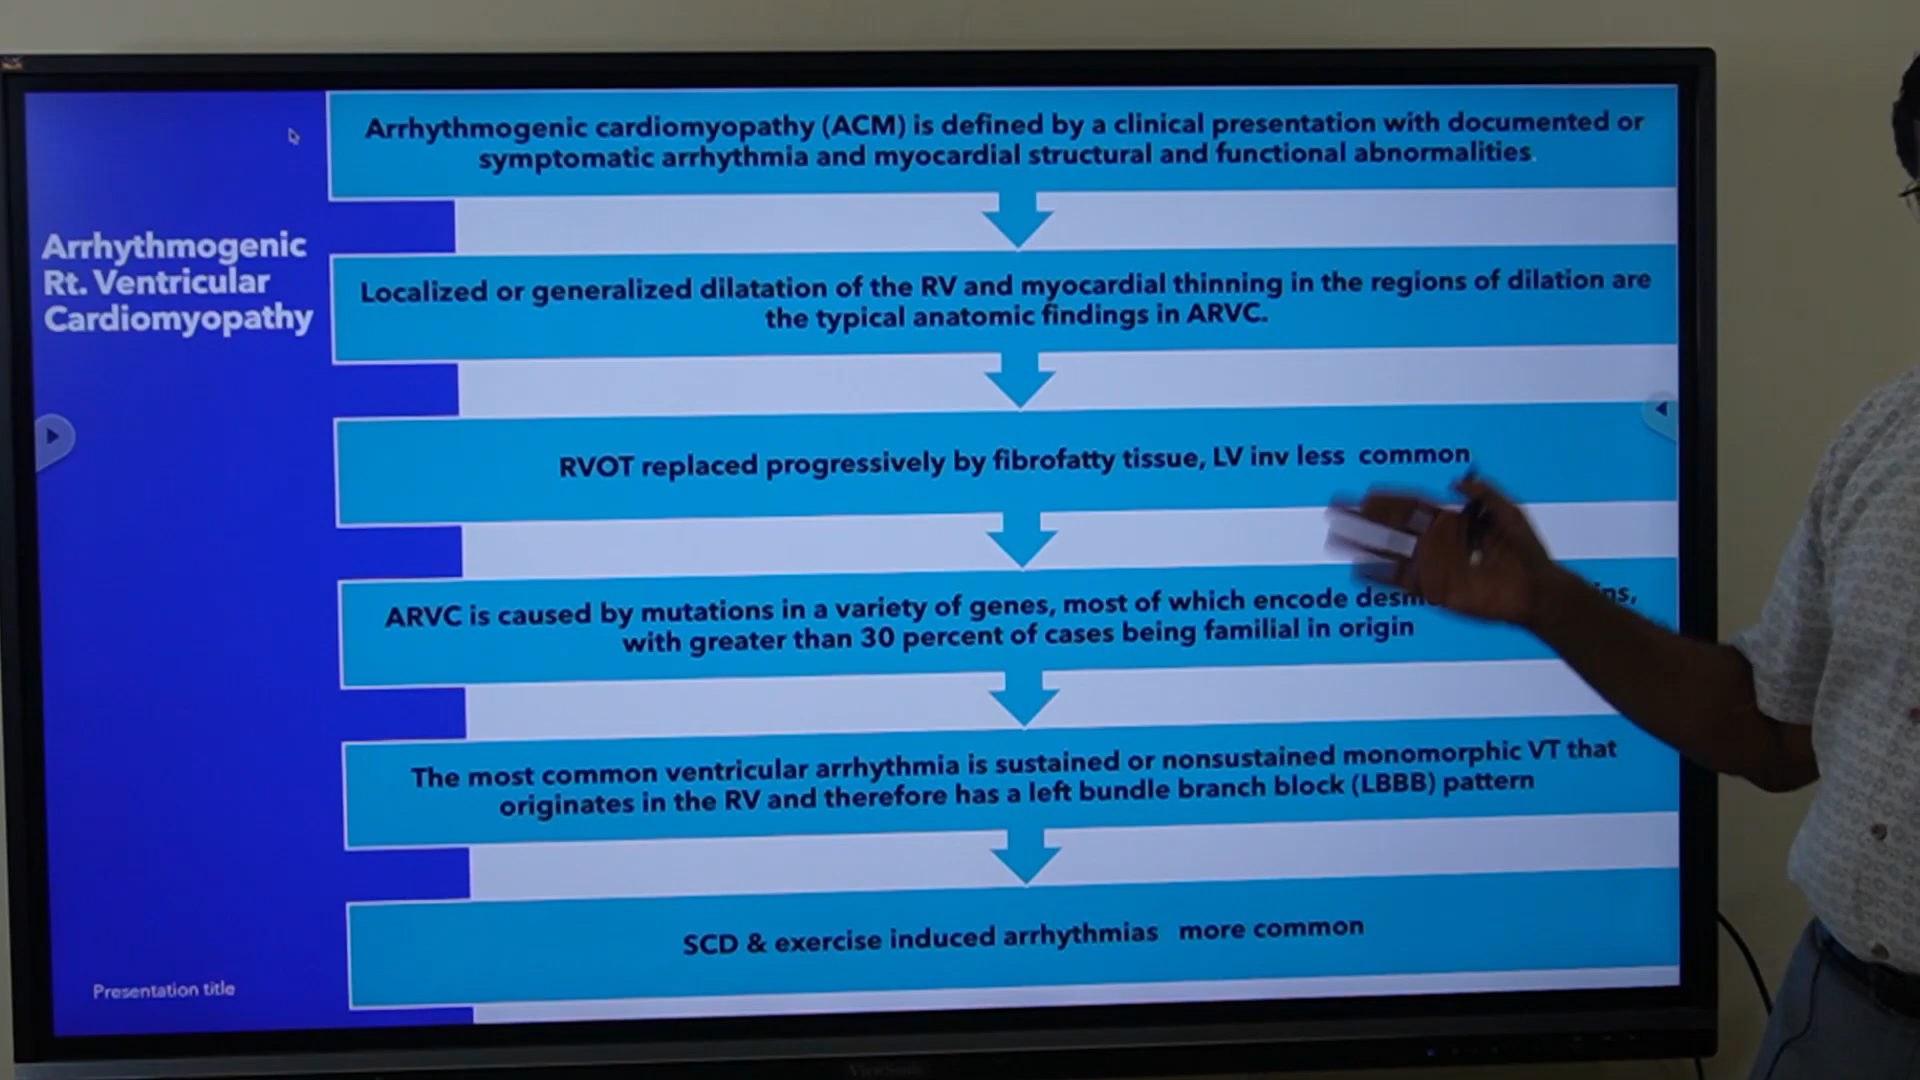 Arrhythmogenic
Rt. Ventricular
Cardiomyopathy
Arrhythmogenic cardiomyopathy (ACM) is defined by a clinical presentation with documented or
symptomatic arrhythmia and myocardial structural and functional abnormalities.
Localized or generalized dilatation of the RV and myocardial thinning in the regions of dilation are
the typical anatomic findings in ARVC.
RVOT replaced progressively by fibrofatty tissue, LV inv less common
ARVC is caused by mutations in a variety of genes, most of which encode
with greater than 30 percent of cases being familial in origin
The most common ventricular arrhythmia is sustained or nonsustained monomorphic VT that
originates in the RV and therefore has a left bundle branch block (LBBB) pattern
SCD & exercise induced arrhythmias more common
Presentation title
ViewSonic